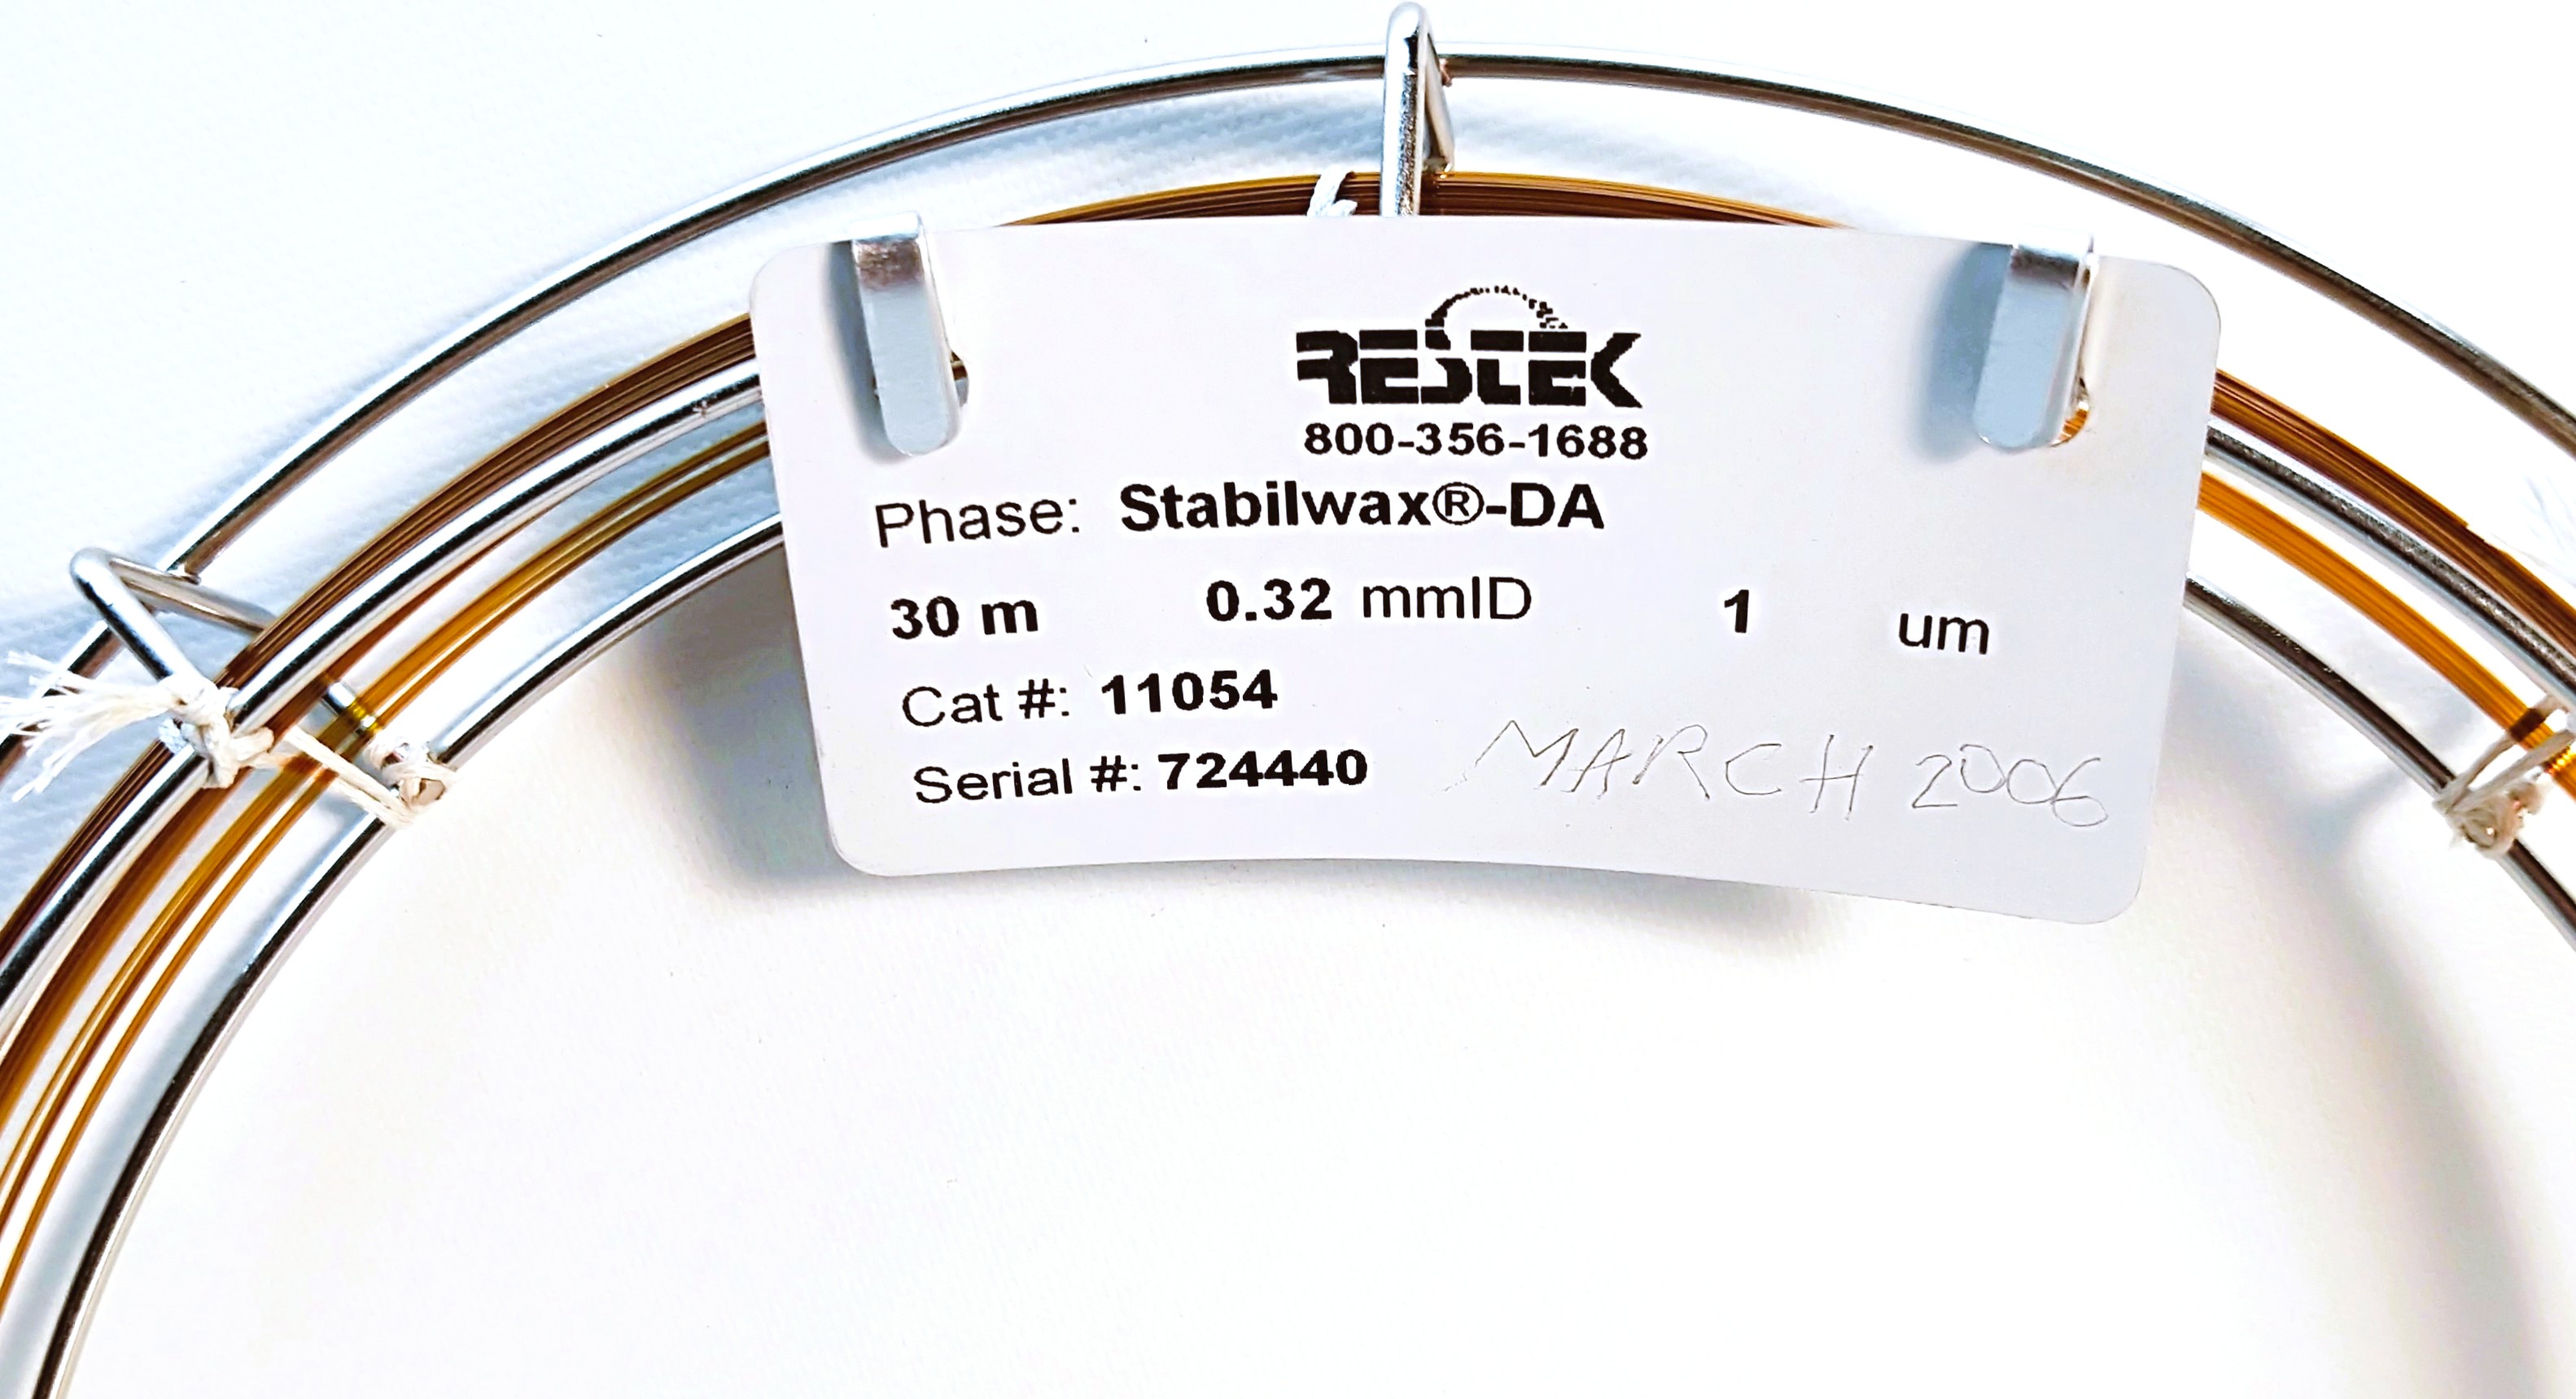 RESTEK
800-356-1688
Phase: Stabilwax®-DA
30 m 0.32 mmID 1 um
Cat #: 11054
Serial #: 724440 MARCH 2006